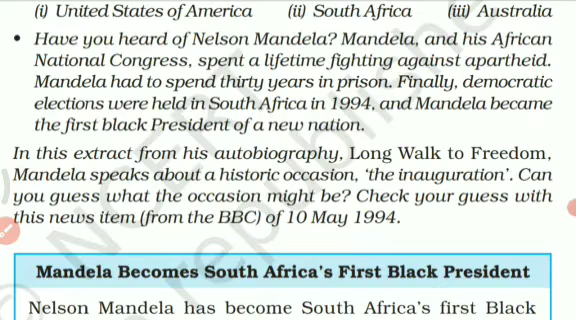 (i) United States of America (ii) South Africa (iii) Australia
• Have you heard of Nelson Mandela? Mandela, and his African
National Congress, spent a lifetime fighting against apartheid.
Mandela had to spend thirty years in prison. Finally, democratic
elections were held in South Africa in 1994, and Mandela became
the first black President of a new nation.
In this extract from his autobiography, Long Walk to Freedom,
Mandela speaks about a historic occasion, ‘the inauguration’. Can
you guess what the occasion might be? Check your guess with
this news item (from the BBC) of 10 May 1994.
Mandela Becomes South Africa’s First Black President
Nelson Mandela has become South Africa’s first Black